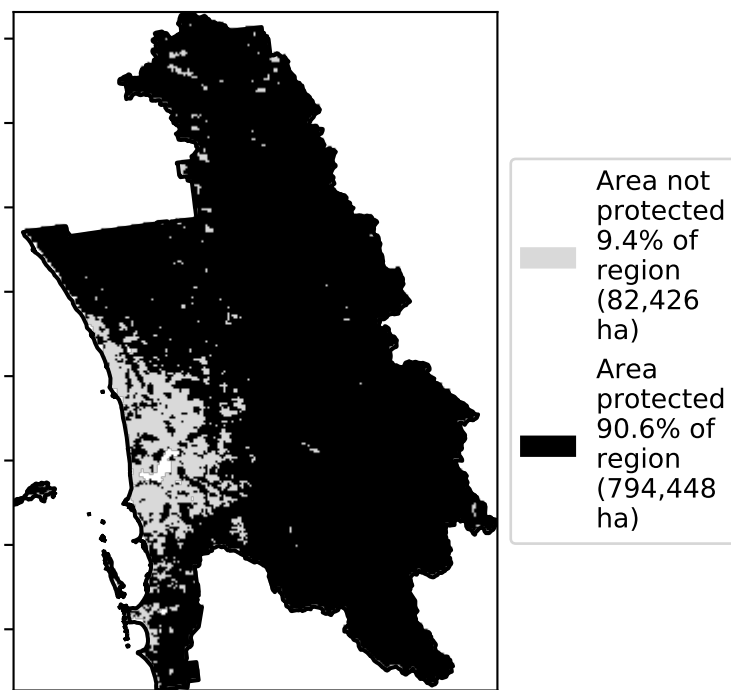 Area not
protected
9.4% of
region
(82,426
ha)
Area
protected
90.6% of
region
(794,448
ha)